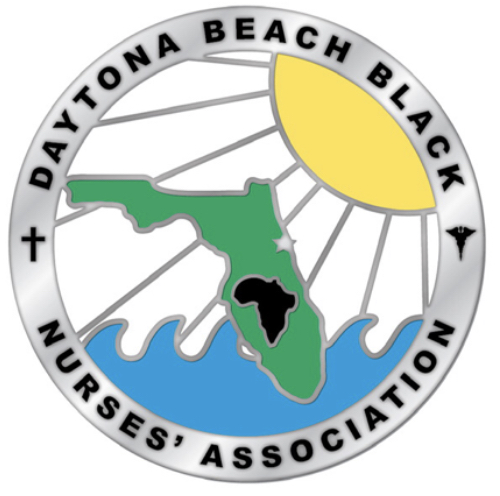 DAYTONA BEACH BLACK
NURSES' ASSOCIATION